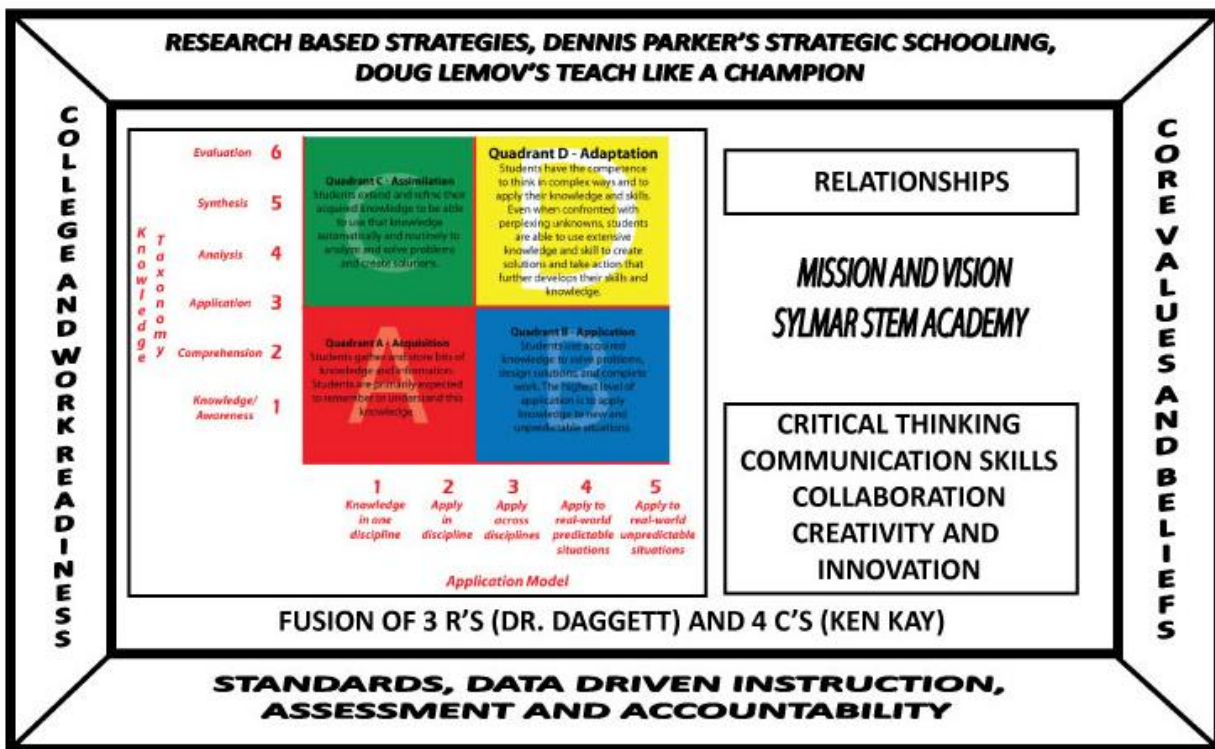 RESEARCH BASED STRATEGIES, DENNIS PARKER'S STRATEGIC SCHOOLING,
DOUG LEMOV'S TEACH LIKE A CHAMPION
COLLEGE AND WORK READINESS
Knowledge
Taxonomy
Evaluation 6
Synthesis 5
Analysis 4
Application 3
Comprehension 2
Knowledge/
Awareness 1
C
Quadrant C - Assimilation
Students extend and refine their
acquired knowledge to be able
to use that knowledge
automatically and routinely to
analyze and solve problems
and create solutions.
D
Quadrant D - Adaptation
Students have the competence
to think in complex ways and to
apply their knowledge and skills.
Even when confronted with
perplexing unknowns, students
are able to use extensive
knowledge and skill to create
solutions and take action that
further develops their skills and
knowledge.
A
Quadrant A - Acquisition
Students gather and store bits of
knowledge and information.
Students are primarily expected
to remember or understand this
knowledge.
B
Quadrant B - Application
Students use acquired
knowledge to solve problems,
design solutions, and complete
work. The highest level of
application is to apply
knowledge to new and
unpredictable situations.
1
Knowledge
in one
discipline
2
Apply
in
discipline
3
Apply
across
disciplines
4
Apply to
real-world
predictable
situations
5
Apply to
real-world
unpredictable
situations
Application Model
RELATIONSHIPS
MISSION AND VISION
SYLMAR STEM ACADEMY
CRITICAL THINKING
COMMUNICATION SKILLS
COLLABORATION
CREATIVITY AND
INNOVATION
FUSION OF 3 R'S (DR. DAGGETT) AND 4 C'S (KEN KAY)
CORE VALUES AND BELIEFS
STANDARDS, DATA DRIVEN INSTRUCTION,
ASSESSMENT AND ACCOUNTABILITY